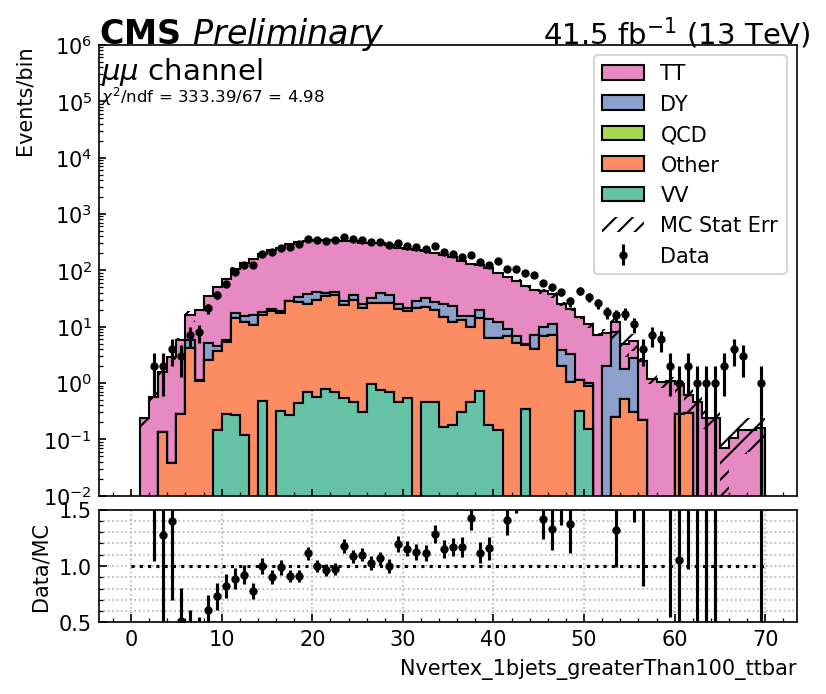 CMS Preliminary 41.5 fb⁻¹ (13 TeV)
μμ channel
χ²/ndf = 333.39/67 = 4.98
Events/bin
10⁶
10⁵
10⁴
10³
10²
10¹
10⁰
10⁻¹
10⁻²
TT
DY
QCD
Other
VV
MC Stat Err
Data
Data/MC
1.5
1.0
0.5
0 10 20 30 40 50 60 70
Nvertex_1bjets_greaterThan100_ttbar